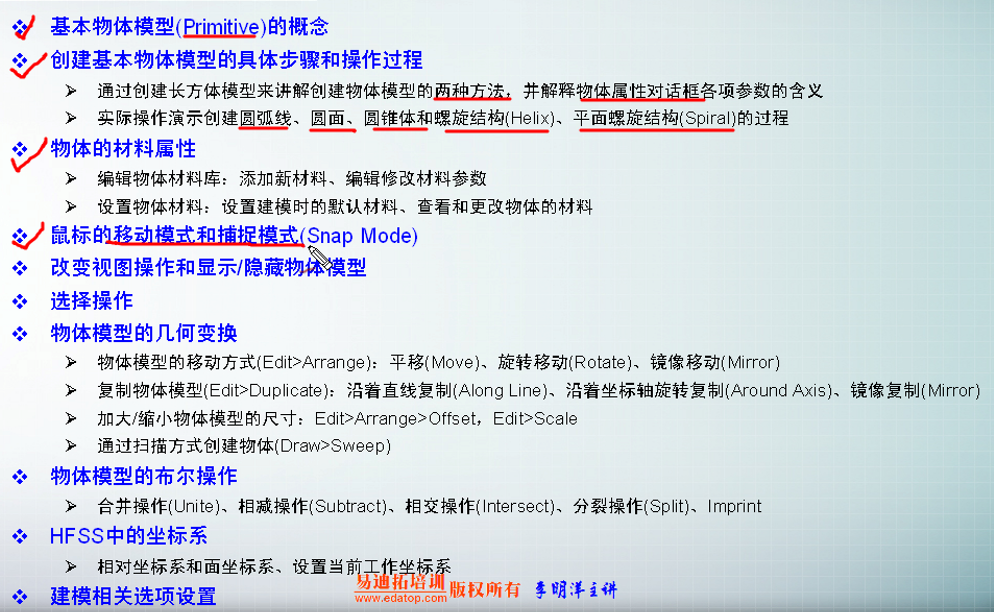 基本物体模型(Primitive)的概念
创建基本物体模型的具体步骤和操作过程
通过创建长方体模型来讲解创建物体模型的两种方法，并解释物体属性对话框各项参数的含义
实际操作演示创建圆弧线、圆面、圆锥体和螺旋结构(Helix)、平面螺旋结构(Spiral)的过程
物体的材料属性
编辑物体材料库：添加新材料、编辑修改材料参数
设置物体材料：设置建模时的默认材料、查看和更改物体的材料
鼠标的移动模式和捕捉模式(Snap Mode)
改变视图操作和显示/隐藏物体模型
选择操作
物体模型的几何变换
物体模型的移动方式(Edit>Arrange)：平移(Move)、旋转移动(Rotate)、镜像移动(Mirror)
复制物体模型(Edit>Duplicate)：沿着直线复制(Along Line)、沿着坐标轴旋转复制(Around Axis)、镜像复制(Mirror)
加大/缩小物体模型的尺寸：Edit>Arrange>Offset，Edit>Scale
通过扫描方式创建物体(Draw>Sweep)
物体模型的布尔操作
合并操作(Unite)、相减操作(Subtract)、相交操作(Intersect)、分裂操作(Split)、Imprint
HFSS中的坐标系
相对坐标系和面坐标系、设置当前工作坐标系
建模相关选项设置
易迪拓培训 版权所有 李明洋主讲
www.edatop.com